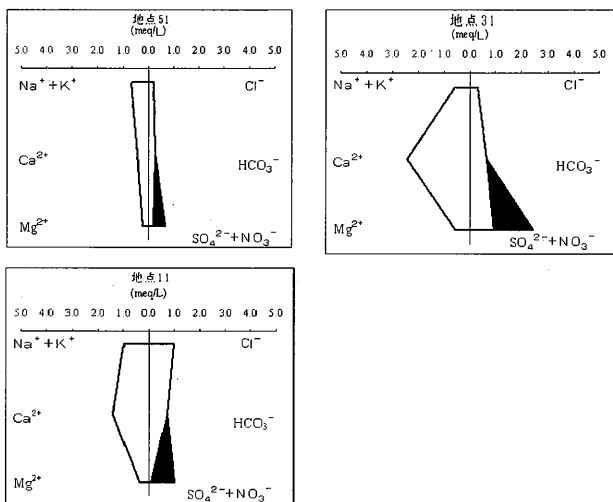 地点51
(meq/L)
5.0 4.0 3.0 2.0 1.0 0.0 1.0 2.0 3.0 4.0 5.0
Na⁺+K⁺ Cl⁻
Ca²⁺ HCO₃⁻
Mg²⁺
SO₄²⁻+NO₃⁻
地点31
(meq/L)
5.0 4.0 3.0 2.0 1.0 0.0 1.0 2.0 3.0 4.0 5.0
Na⁺+K⁺ Cl⁻
Ca²⁺ HCO₃⁻
Mg²⁺
SO₄²⁻+NO₃⁻
地点11
(meq/L)
5.0 4.0 3.0 2.0 1.0 0.0 1.0 2.0 3.0 4.0 5.0
Na⁺+K⁺ Cl⁻
Ca²⁺ HCO₃⁻
Mg²⁺
SO₄²⁻+NO₃⁻